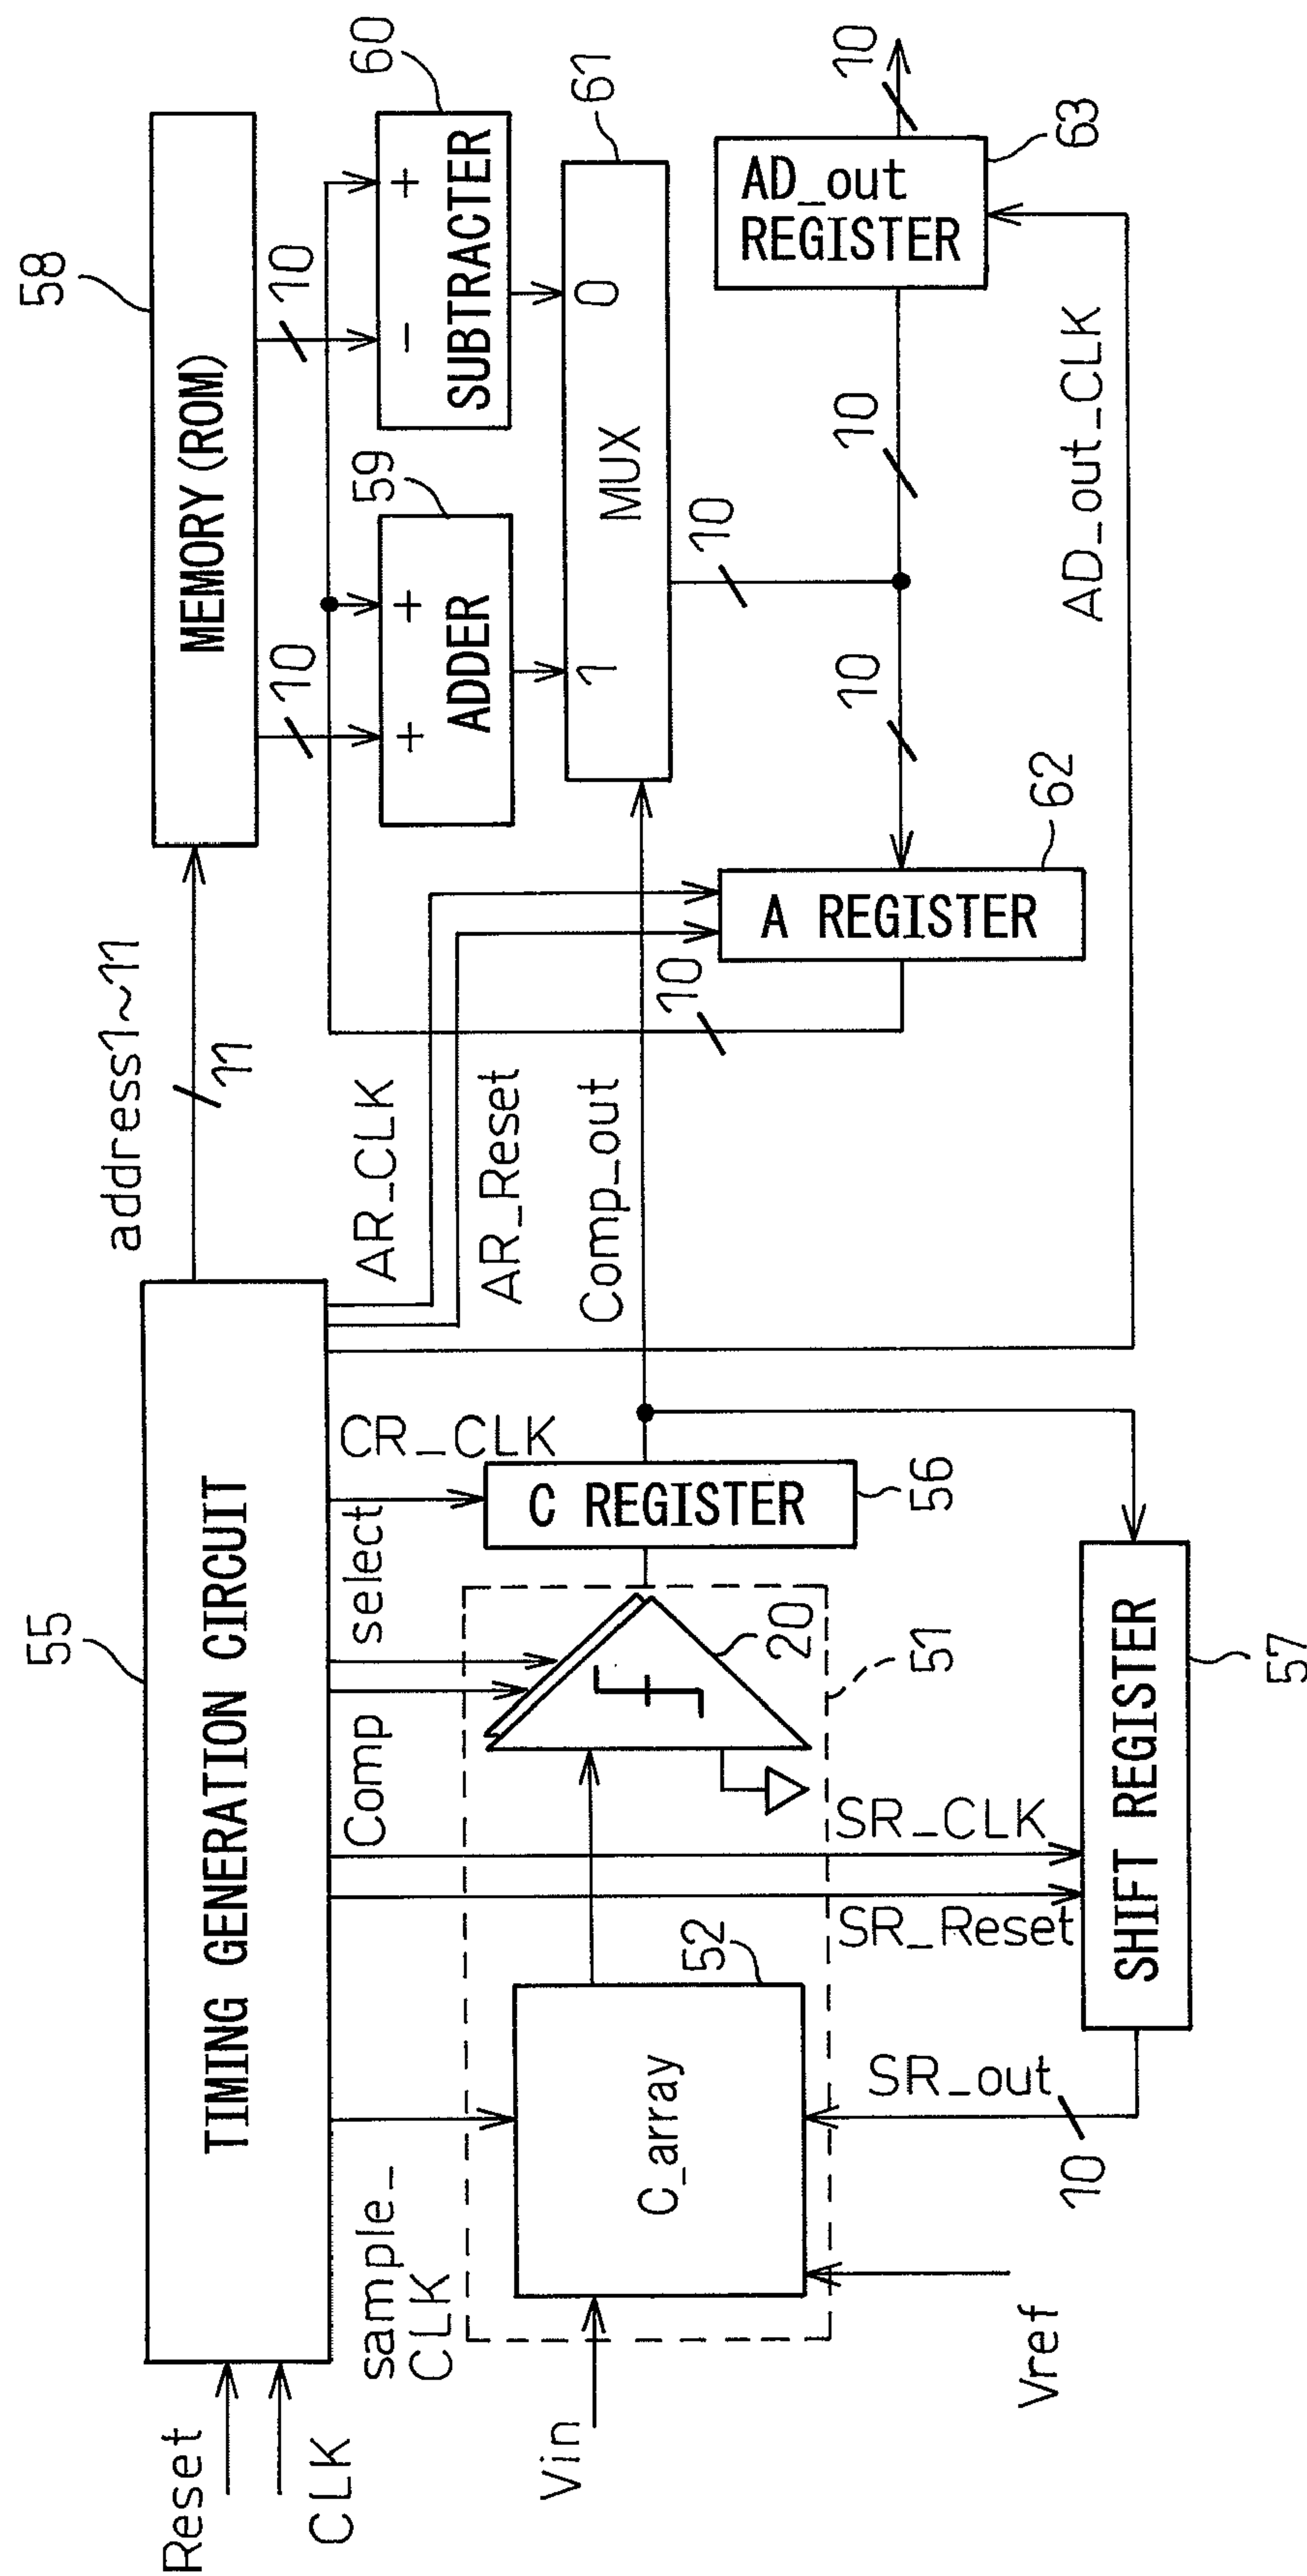 Reset
CLK
55
TIMING GENERATION CIRCUIT
address1~11
11
58
MEMORY(ROM)
10
10
59
+ +
ADDER
60
- +
SUBTRACTER
61
1 0
MUX
10
AR_CLK
AR_Reset
Comp_out
10
A REGISTER
62
10
10
AD_out
REGISTER
63
10
AD_out_CLK
sample_
CLK
Comp
select
CR_CLK
C REGISTER
56
20
51
Vin
C_array
52
Vref
SR_CLK
SR_Reset
SR_out
10
SHIFT REGISTER
57